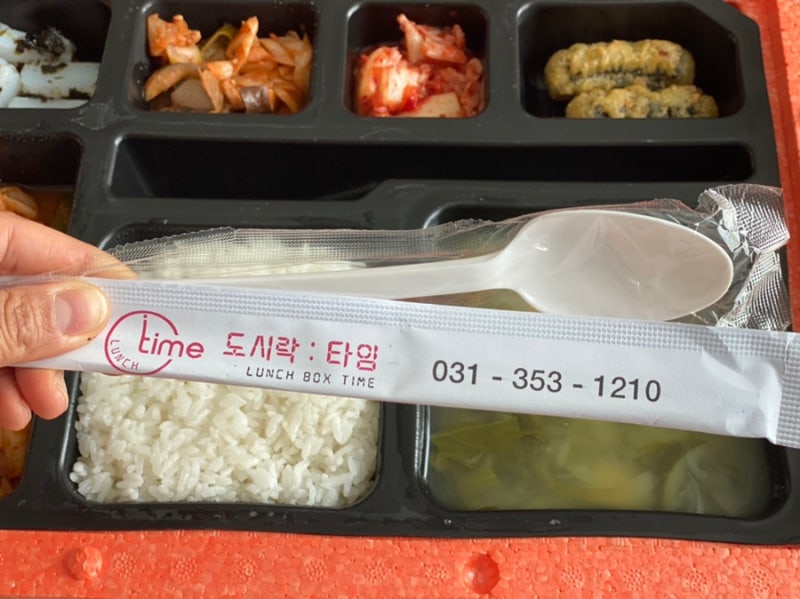 time 도시락 : 타임 031 - 353 - 1210
LUNCH LUNCH BOX TIME